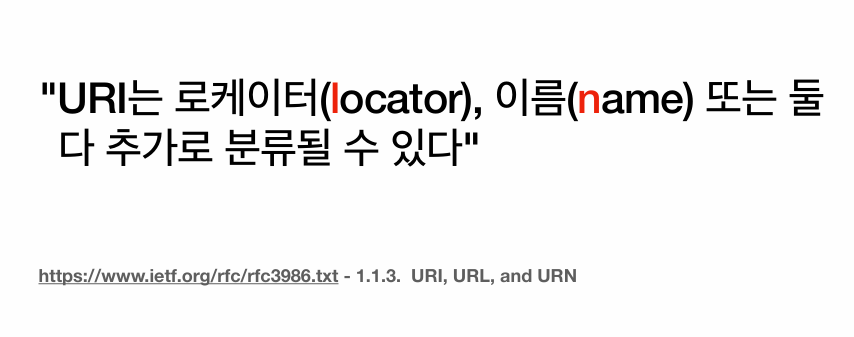 "URI는 로케이터(locator), 이름(name) 또는 둘
다 추가로 분류될 수 있다"
https://www.ietf.org/rfc/rfc3986.txt - 1.1.3. URI, URL, and URN